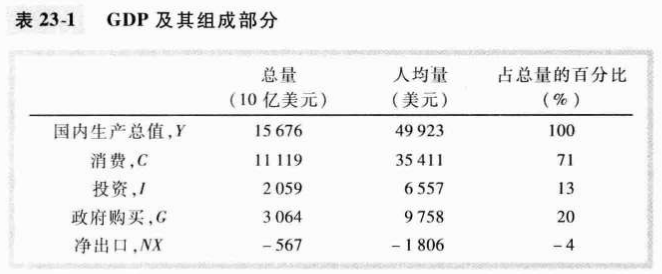 表 23-1 GDP 及其组成部分
总量 人均量 占总量的百分比
(10 亿美元) (美元) (%)
国内生产总值,Y 15 676 49 923 100
消费,C 11 119 35 411 71
投资,I 2 059 6 557 13
政府购买,G 3 064 9 758 20
净出口,NX -567 -1 806 -4